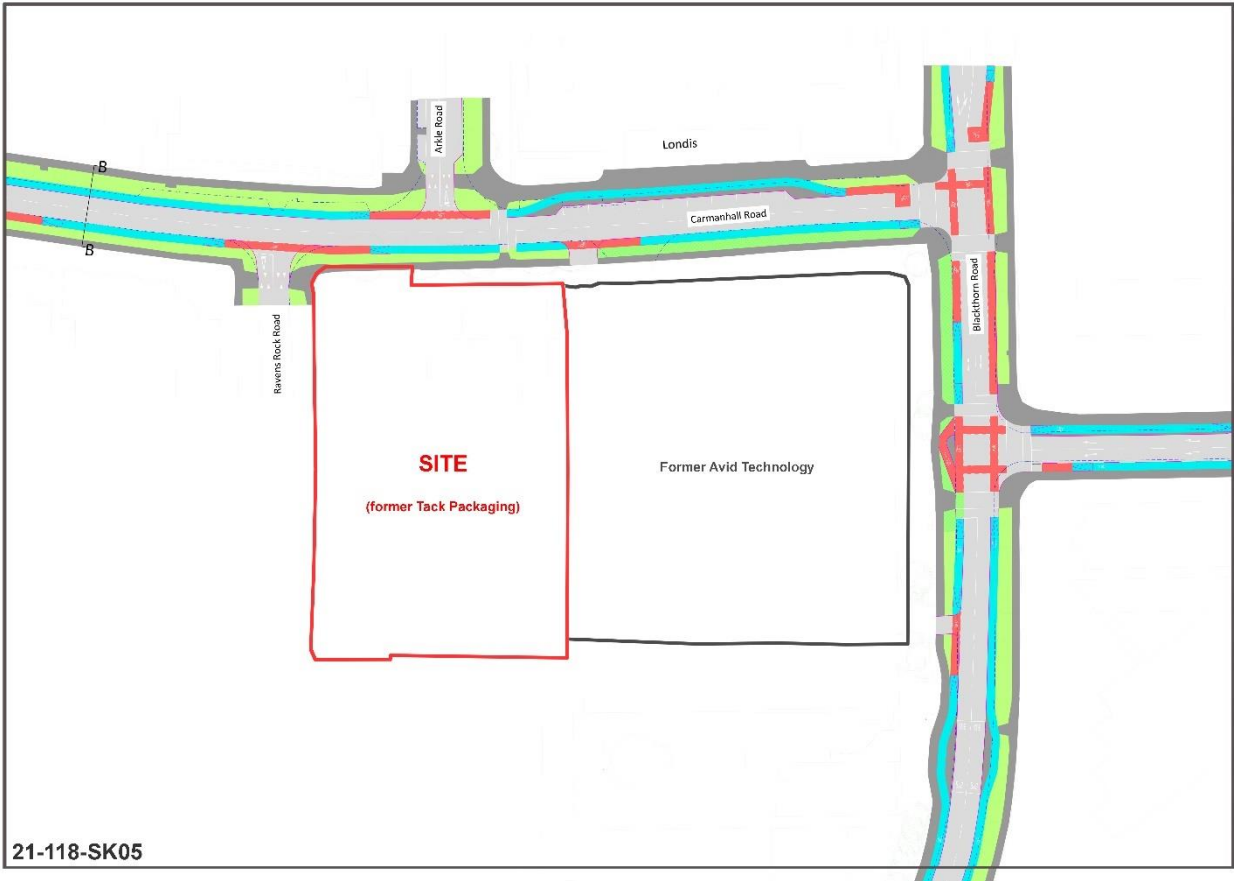 B
Arkle Road
Londis
Carmanhall Road
B
Ravens Rock Road
Blackthorn Road
SITE
(former Tack Packaging)
Former Avid Technology
21-118-SK05